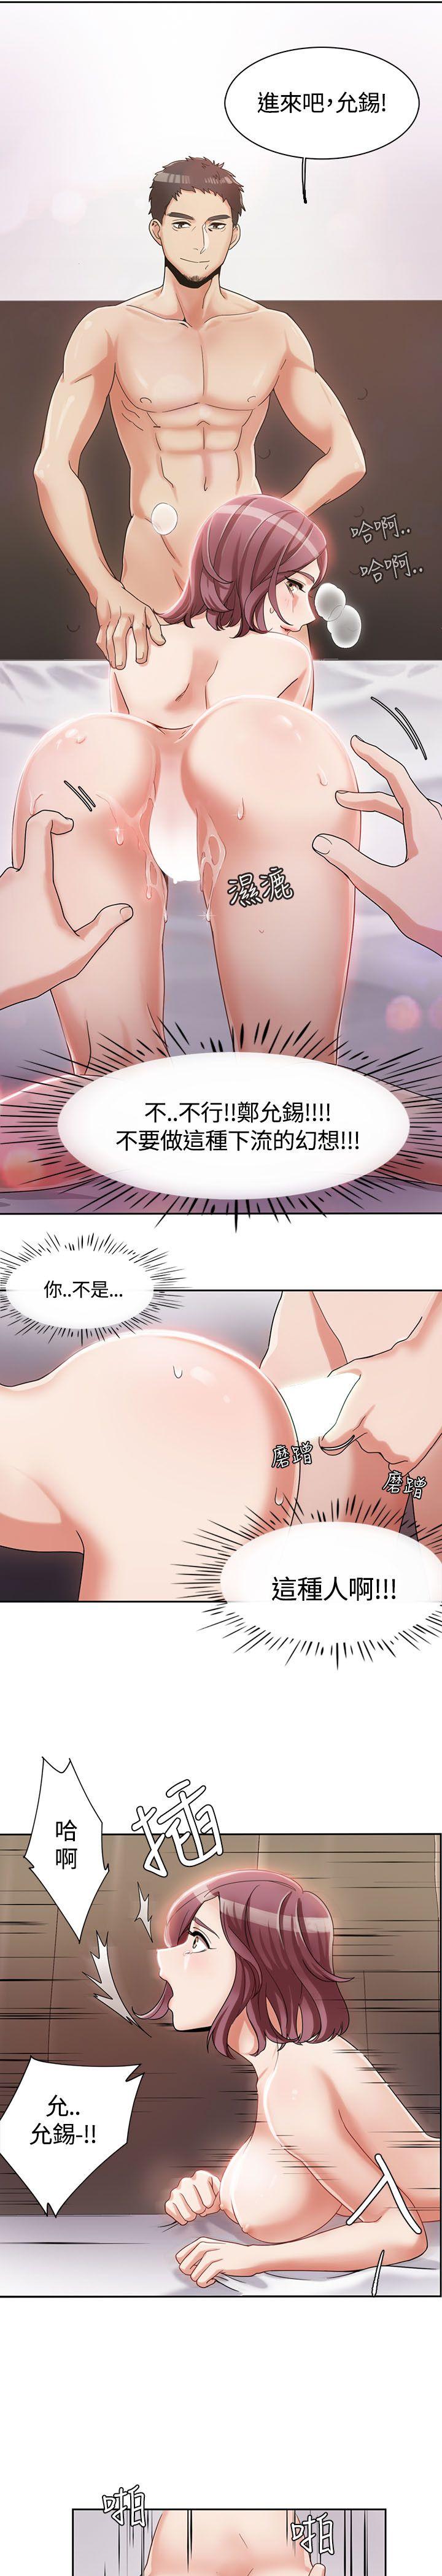 進來吧，允錫!
哈啊..
哈啊..
濕漉
不..不行!!鄭允錫!!!!
不要做這種下流的幻想!!!
你..不是...
磨蹭
磨蹭
這種人啊!!!
插
哈
啊
允..
允錫-!!
入
啪
啪